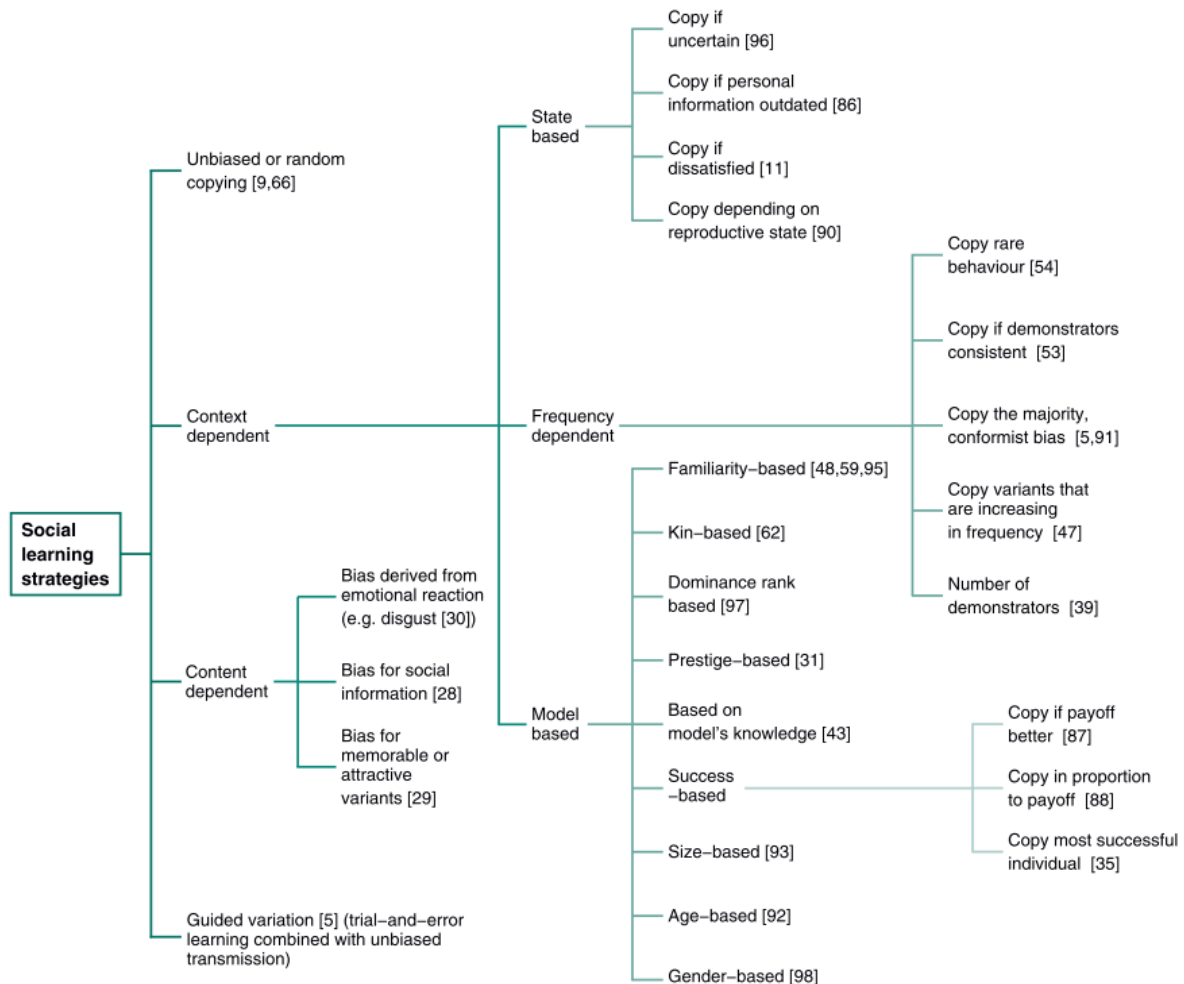 Social
learning
strategies
Unbiased or random
copying [9,66]
Context
dependent
State
based
Copy if
uncertain [96]
Copy if personal
information outdated [86]
Copy if
dissatisfied [11]
Copy depending on
reproductive state [90]
Frequency
dependent
Copy rare
behaviour [54]
Copy if demonstrators
consistent [53]
Copy the majority,
conformist bias [5,91]
Copy variants that
are increasing
in frequency [47]
Number of
demonstrators [39]
Model
based
Familiarity–based [48,59,95]
Kin–based [62]
Dominance rank
based [97]
Prestige–based [31]
Based on
model's knowledge [43]
Success
–based
Copy if payoff
better [87]
Copy in proportion
to payoff [88]
Copy most successful
individual [35]
Size–based [93]
Age–based [92]
Gender–based [98]
Content
dependent
Bias derived from
emotional reaction
(e.g. disgust [30])
Bias for social
information [28]
Bias for
memorable or
attractive
variants [29]
Guided variation [5] (trial–and–error
learning combined with unbiased
transmission)